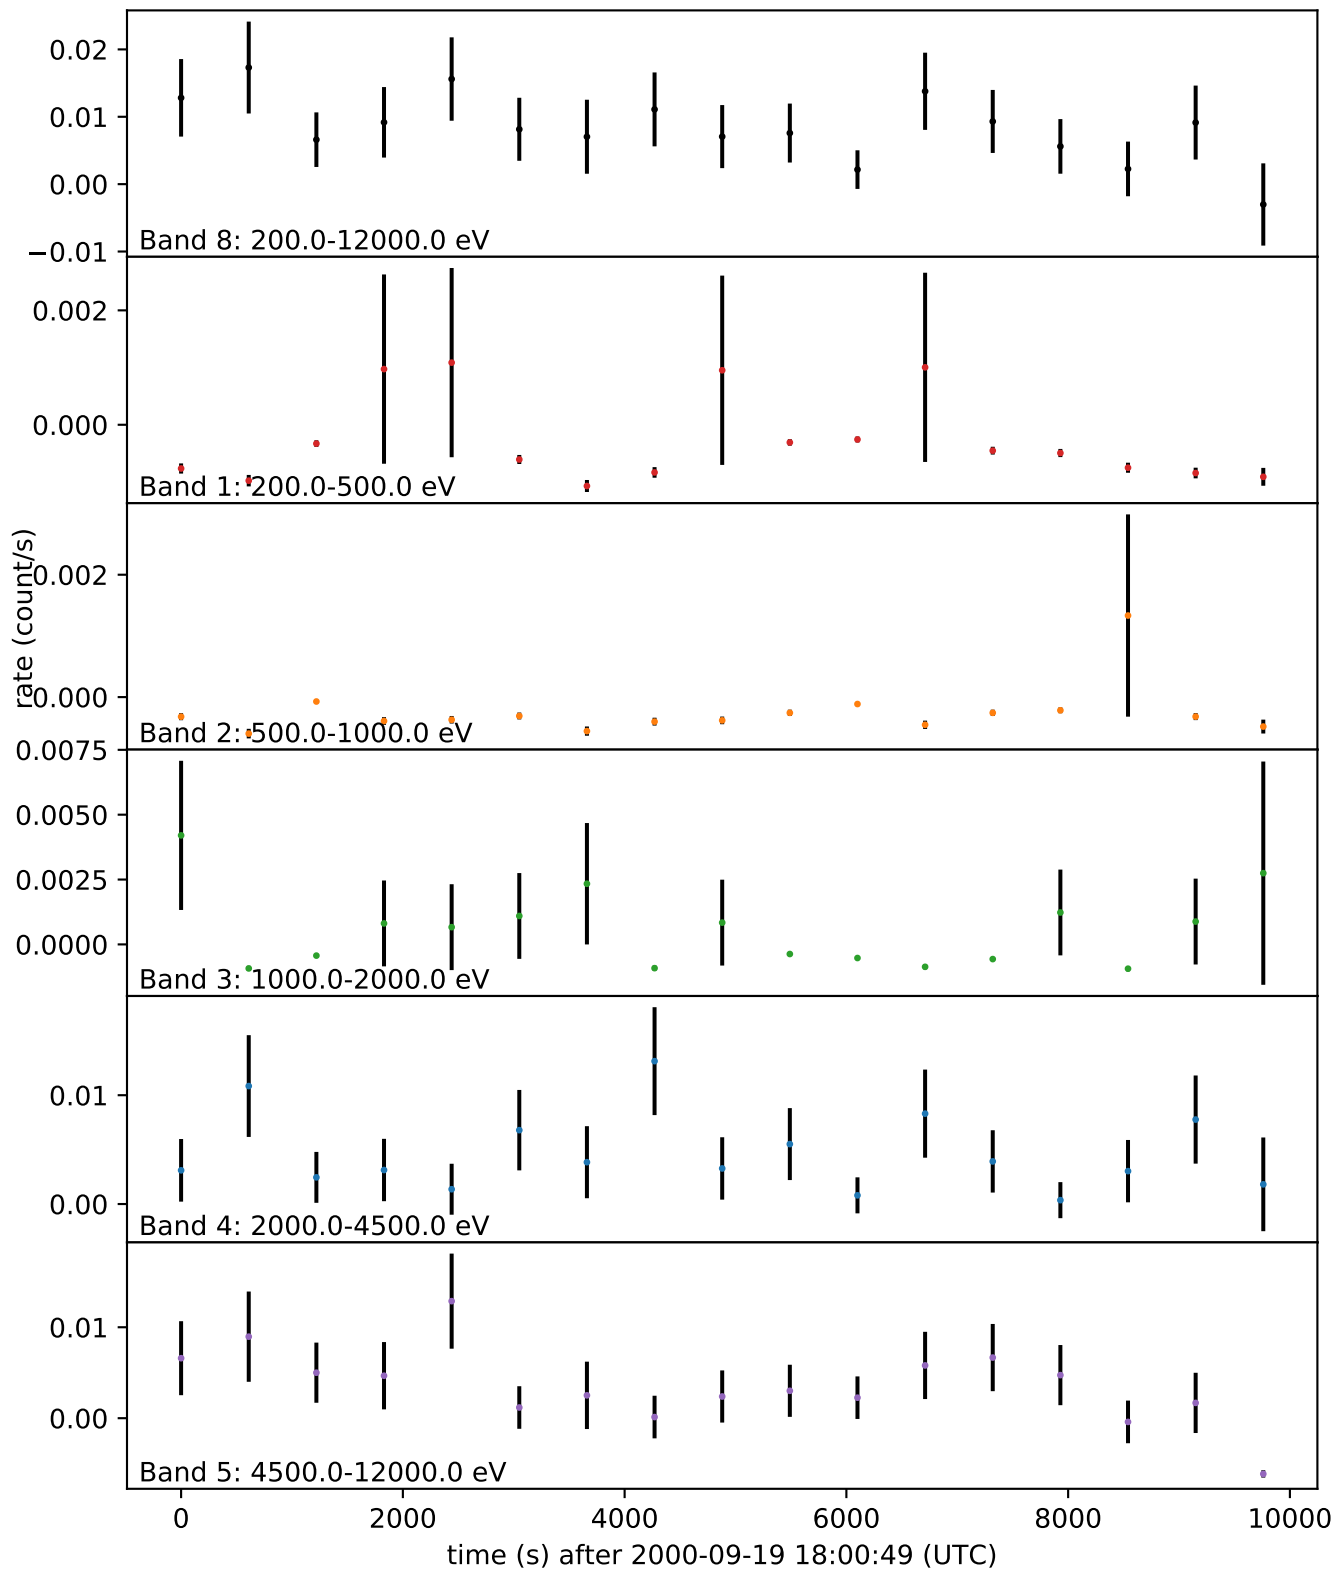 0.02
0.01
0.00
−0.01
Band 8: 200.0-12000.0 eV
0.002
0.000
Band 1: 200.0-500.0 eV
rate (count/s)
0.002
0.000
Band 2: 500.0-1000.0 eV
0.0075
0.0050
0.0025
0.0000
Band 3: 1000.0-2000.0 eV
0.01
0.00
Band 4: 2000.0-4500.0 eV
0.01
0.00
Band 5: 4500.0-12000.0 eV
0 2000 4000 6000 8000 10000
time (s) after 2000-09-19 18:00:49 (UTC)